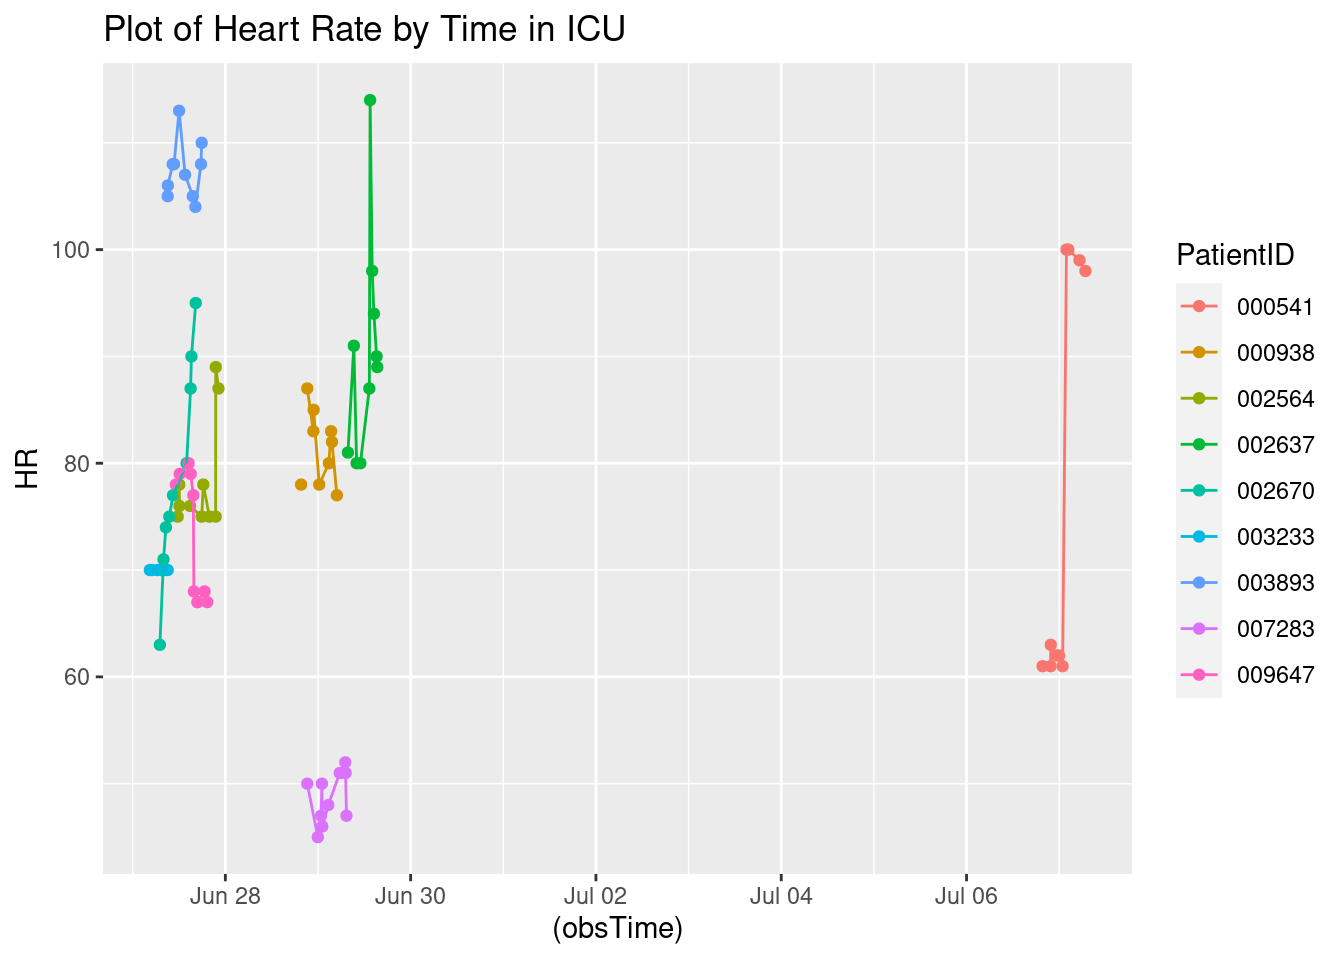 Plot of Heart Rate by Time in ICU
HR
100
80
60
Jun 28
Jun 30
Jul 02
Jul 04
Jul 06
(obsTime)
PatientID
000541
000938
002564
002637
002670
003233
003893
007283
009647